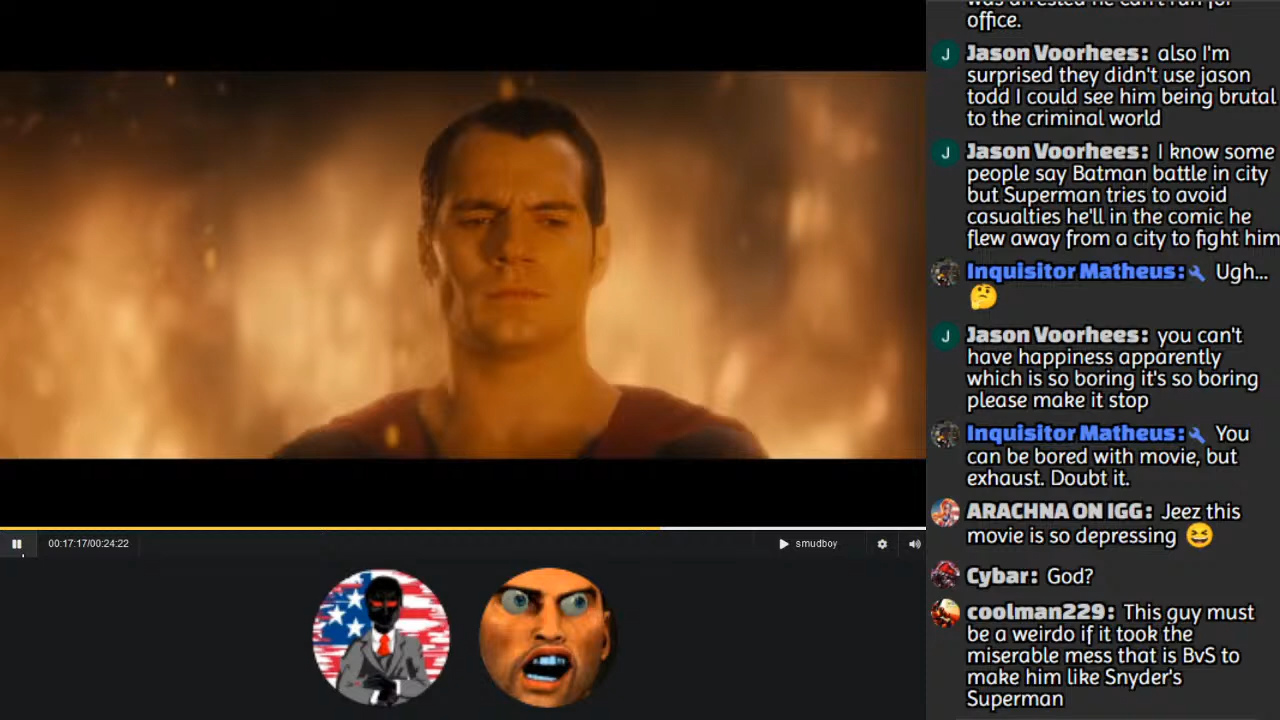 office.
Jason Voorhees: also I'm
surprised they didn't use jason
todd I could see him being brutal
to the criminal world
Jason Voorhees: I know some
people say Batman battle in city
but Superman tries to avoid
casualties he'll in the comic he
flew away from a city to fight him
Inquisitor Matheus: Ugh...
🤔
Jason Voorhees: you can't
have happiness apparently
which is so boring it's so boring
please make it stop
Inquisitor Matheus: You
can be bored with movie, but
exhaust. Doubt it.
ARACHNA ON IGG: Jeez this
movie is so depressing 😆
Cybar: God?
coolman229: This guy must
be a weirdo if it took the
miserable mess that is BvS to
make him like Snyder's
Superman
00:17:17/00:24:22
smudboy